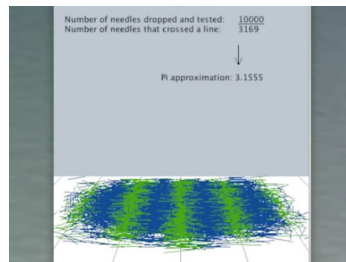 Number of needles dropped and tested: 10000
Number of needles that crossed a line: 3169
Pi approximation: 3.1555